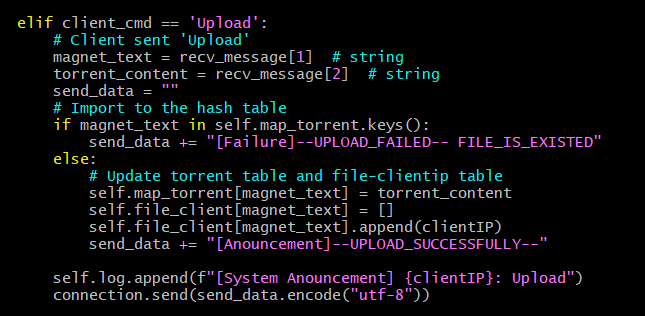 elif client_cmd == 'Upload':
    # Client sent 'Upload'
    magnet_text = recv_message[1]  # string
    torrent_content = recv_message[2]  # string
    send_data = ""
    # Import to the hash table
    if magnet_text in self.map_torrent.keys():
        send_data += "[Failure]--UPLOAD_FAILED-- FILE_IS_EXISTED"
    else:
        # Update torrent table and file-clientip table
        self.map_torrent[magnet_text] = torrent_content
        self.file_client[magnet_text] = []
        self.file_client[magnet_text].append(clientIP)
        send_data += "[Anouncement]--UPLOAD_SUCCESSFULLY--"

    self.log.append(f"[System Anouncement] {clientIP}: Upload")
    connection.send(send_data.encode("utf-8"))